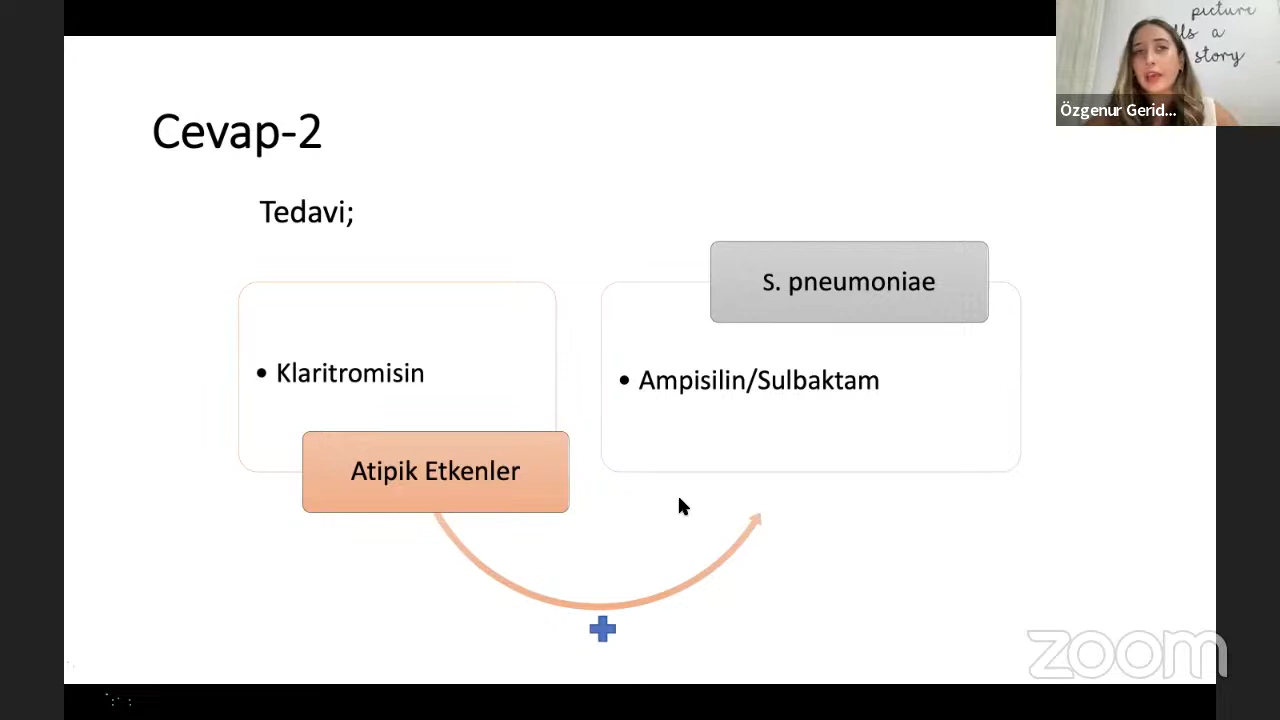 picture
a
story
Özgenur Gerid...
Cevap-2
Tedavi;
S. pneumoniae
• Klaritromisin
• Ampisilin/Sulbaktam
Atipik Etkenler
zoom